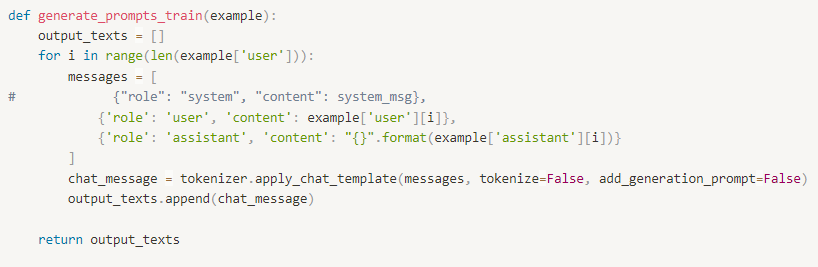 def generate_prompts_train(example):
    output_texts = []
    for i in range(len(example['user'])):
        messages = [
#             {"role": "system", "content": system_msg},
            {'role': 'user', 'content': example['user'][i]},
            {'role': 'assistant', 'content': "{}".format(example['assistant'][i])}
        ]
        chat_message = tokenizer.apply_chat_template(messages, tokenize=False, add_generation_prompt=False)
        output_texts.append(chat_message)

    return output_texts